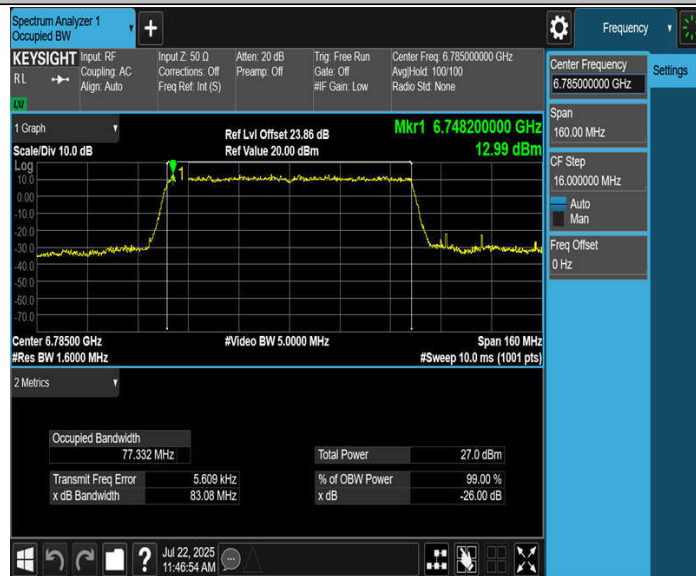 Spectrum Analyzer 1
Occupied BW
Frequency
KEYSIGHT
RL
Input: RF
Coupling: AC
Align: Auto
Input Z: 50 Ω
Corrections: Off
Freq Ref: Int (S)
Atten: 20 dB
Preamp: Off
Trig: Free Run
Gate: Off
#IF Gain: Low
Center Freq: 6.785000000 GHz
Avg|Hold: 100/100
Radio Std: None
Center Frequency
6.785000000 GHz
Settings
Span
160.00 MHz
CF Step
16.000000 MHz
Auto
Man
Freq Offset
0 Hz
1 Graph
Scale/Div 10.0 dB
Ref Lvl Offset 23.86 dB
Ref Value 20.00 dBm
Mkr1 6.748200000 GHz
12.99 dBm
Log
1
10.0
0.00
-10.0
-20.0
-30.0
-40.0
-50.0
-60.0
-70.0
Center 6.78500 GHz
#Video BW 5.0000 MHz
Span 160 MHz
#Res BW 1.6000 MHz
#Sweep 10.0 ms (1001 pts)
2 Metrics
Occupied Bandwidth
77.332 MHz
Total Power 27.0 dBm
Transmit Freq Error 5.609 kHz
% of OBW Power 99.00 %
x dB Bandwidth 83.08 MHz
x dB -26.00 dB
Jul 22, 2025
11:46:54 AM